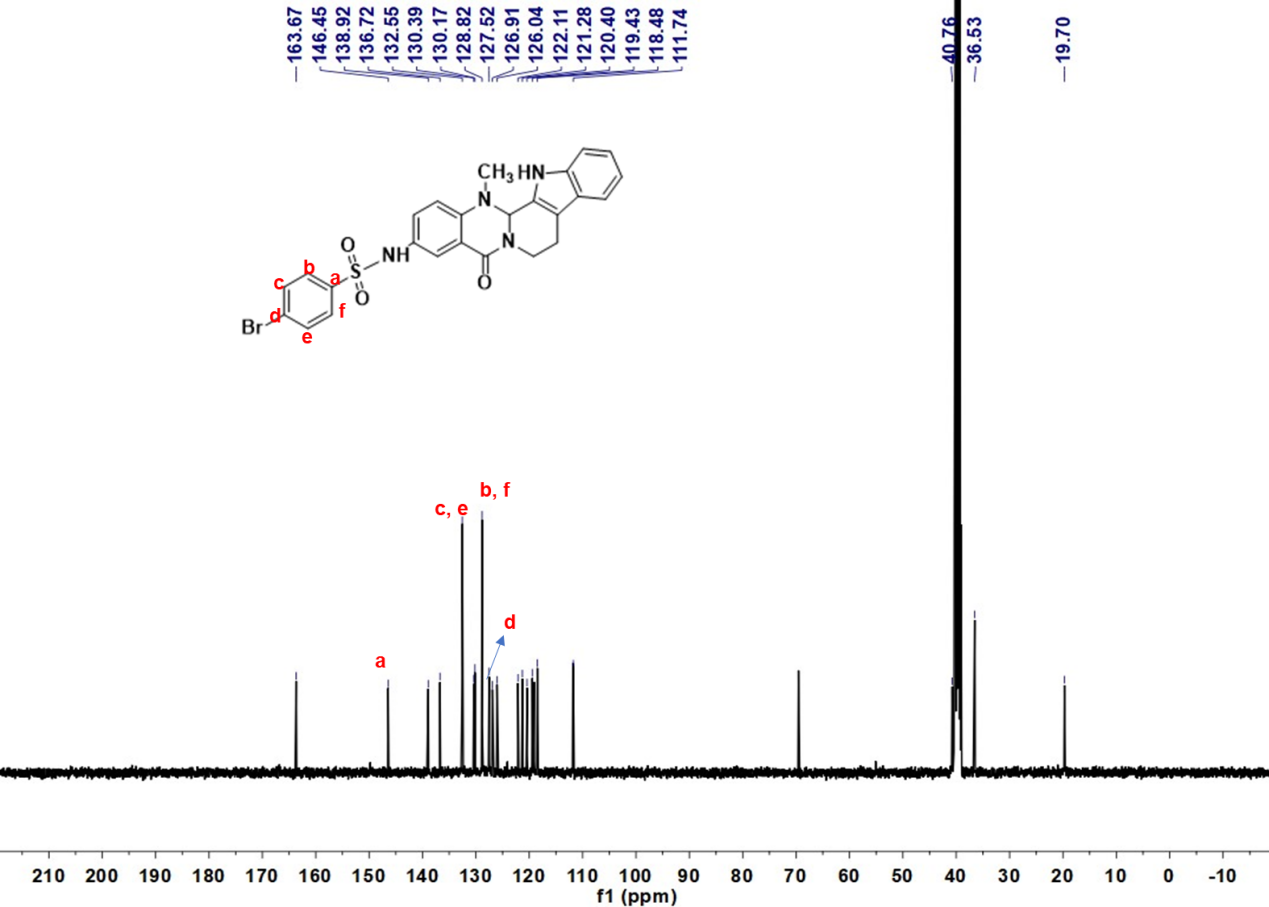 163.67
146.45
138.92
136.72
132.55
130.39
130.17
128.82
127.52
126.91
126.04
122.11
121.28
120.40
119.43
118.48
111.74
40.76
36.53
19.70
CH3 HN
N
N
O
NH
O
S
O
b
a
c
f
d
Br
e
b, f
c, e
d
a
210 200 190 180 170 160 150 140 130 120 110 100 90 80 70 60 50 40 30 20 10 0 -10
f1 (ppm)